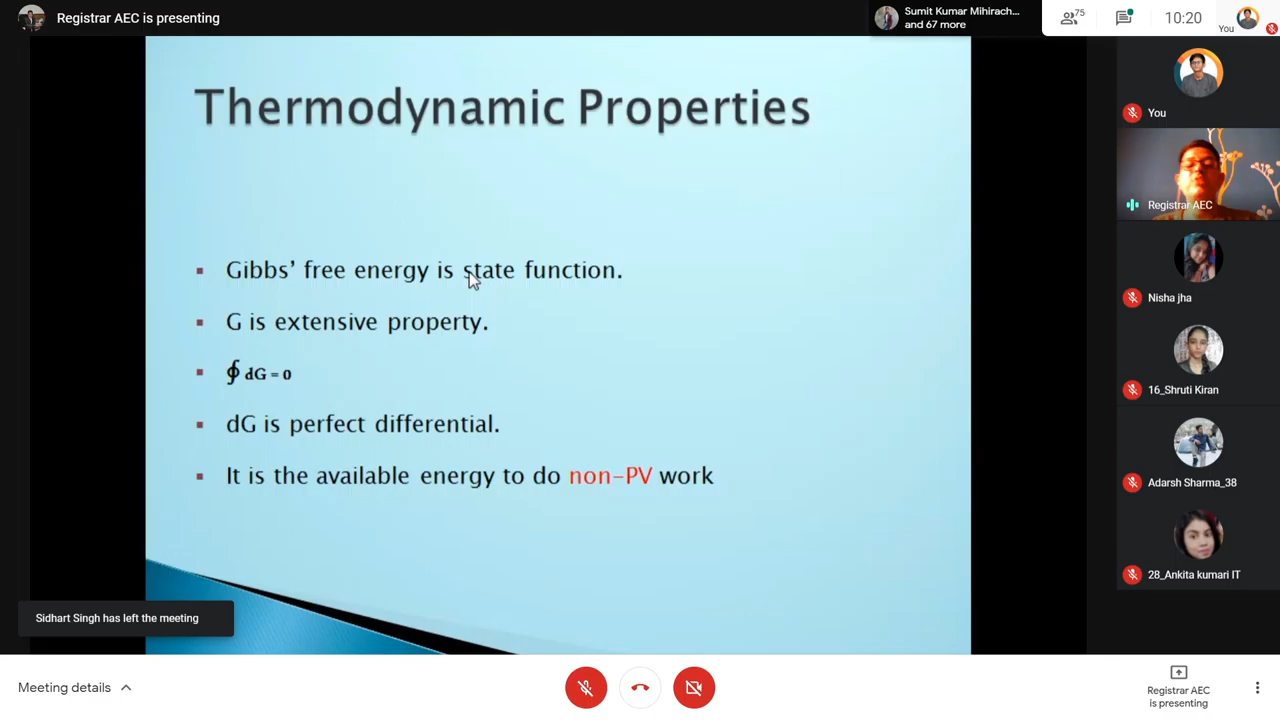 Registrar AEC is presenting
Sumit Kumar Mihirach...
and 67 more
75
10:20
You
Thermodynamic Properties
Gibbs' free energy is state function.
G is extensive property.
∮ dG = 0
dG is perfect differential.
It is the available energy to do non-PV work
You
Registrar AEC
Nisha jha
16_Shruti Kiran
Adarsh Sharma_38
28_Ankita kumari IT
Sidhart Singh has left the meeting
Meeting details
Registrar AEC
is presenting